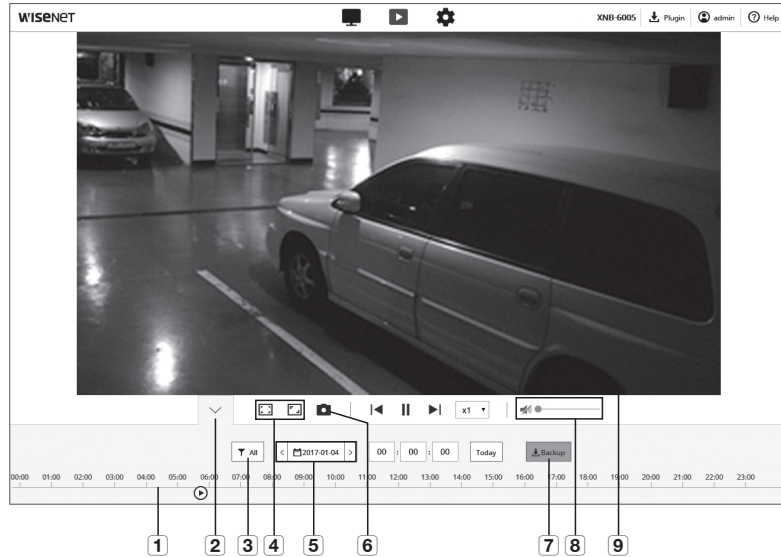 WISENET
XNB-6005 Plugin admin Help
x1
All 2017-01-04 00 : 00 : 00 Today Backup
00:00 01:00 02:00 03:00 04:00 05:00 06:00 07:00 08:00 09:00 10:00 11:00 12:00 13:00 14:00 15:00 16:00 17:00 18:00 19:00 20:00 21:00 22:00 23:00
1 2 3 4 5 6 7 8 9